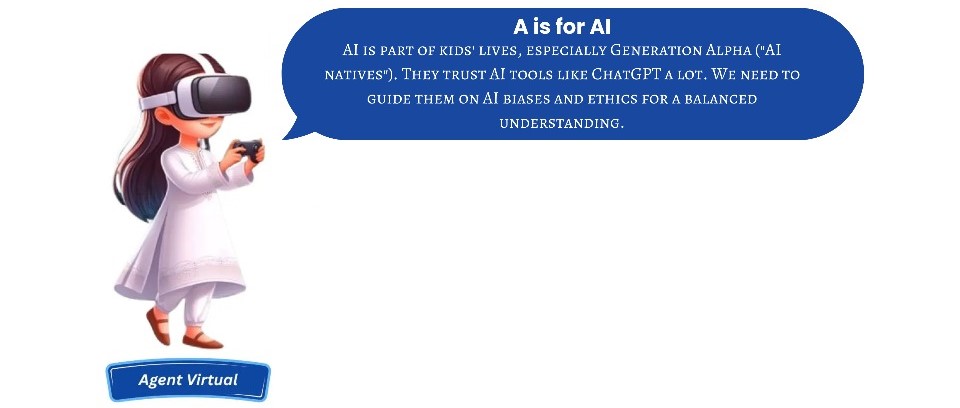 A is for AI
AI is part of kids' lives, especially Generation Alpha ("AI
natives"). They trust AI tools like ChatGPT a lot. We need to
guide them on AI biases and ethics for a balanced
understanding.
Agent Virtual